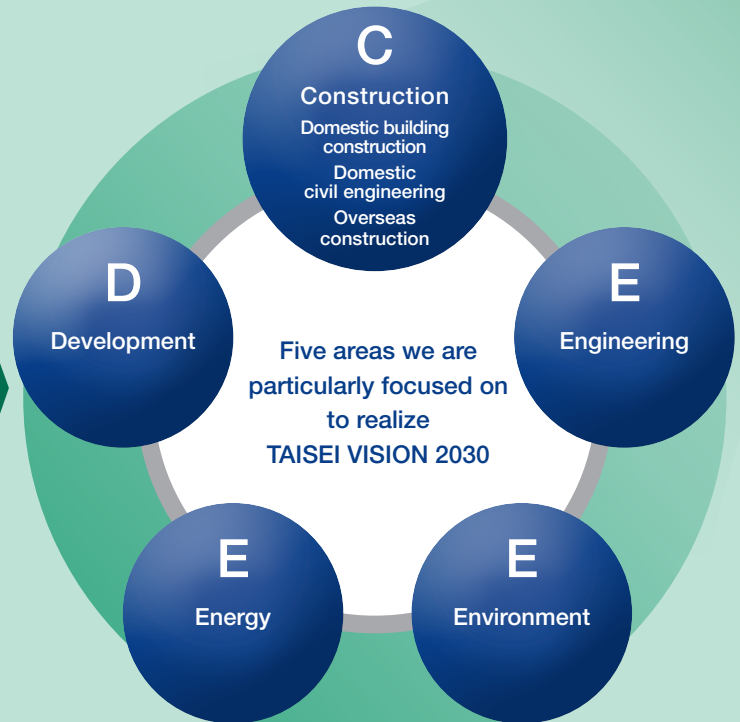 C
Construction
Domestic building
construction
Domestic
civil engineering
Overseas
construction
D
Development
E
Engineering
Five areas we are
particularly focused on
to realize
TAISEI VISION 2030
E
Energy
E
Environment